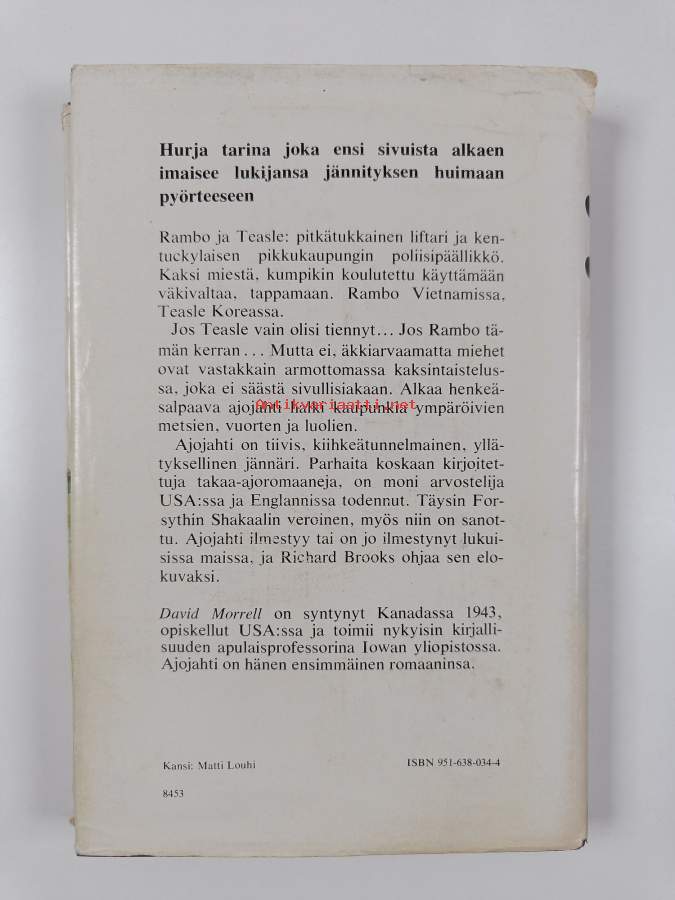 Hurja tarina joka ensi sivuista alkaen
imaisee lukijansa jännityksen huimaan
pyörteeseen
Rambo ja Teasle: pitkätukkainen liftari ja ken-
tuckylaisen pikkukaupungin poliisipäällikkö.
Kaksi miestä, kumpikin koulutettu käyttämään
väkivaltaa, tappamaan. Rambo Vietnamissa,
Teasle Koreassa.
Jos Teasle vain olisi tiennyt... Jos Rambo tä-
män kerran... Mutta ei, äkkiarvaamatta miehet
ovat vastakkain armottomassa kaksintaistelus-
sa, joka ei säästä sivullisiakaan. Alkaa henkeä-
salpaava ajojahti halki kaupunkia ympäröivien
Antikvariaatti.net
metsien, vuorten ja luolien.
Ajojahti on tiivis, kiihkeätunnelmainen, yllä-
tyksellinen jännäri. Parhaita koskaan kirjoitet-
tuja takaa-ajoromaaneja, on moni arvostelija
USA:ssa ja Englannissa todennut. Täysin For-
sythin Shakaalin veroinen, myös niin on sanot-
tu. Ajojahti ilmestyy tai on jo ilmestynyt lukui-
sissa maissa, ja Richard Brooks ohjaa sen elo-
kuvaksi.
David Morrell on syntynyt Kanadassa 1943,
opiskellut USA:ssa ja toimii nykyisin kirjalli-
suuden apulaisprofessorina Iowan yliopistossa.
Ajojahti on hänen ensimmäinen romaaninsa.
Kansi: Matti Louhi
ISBN 951-638-034-4
8453